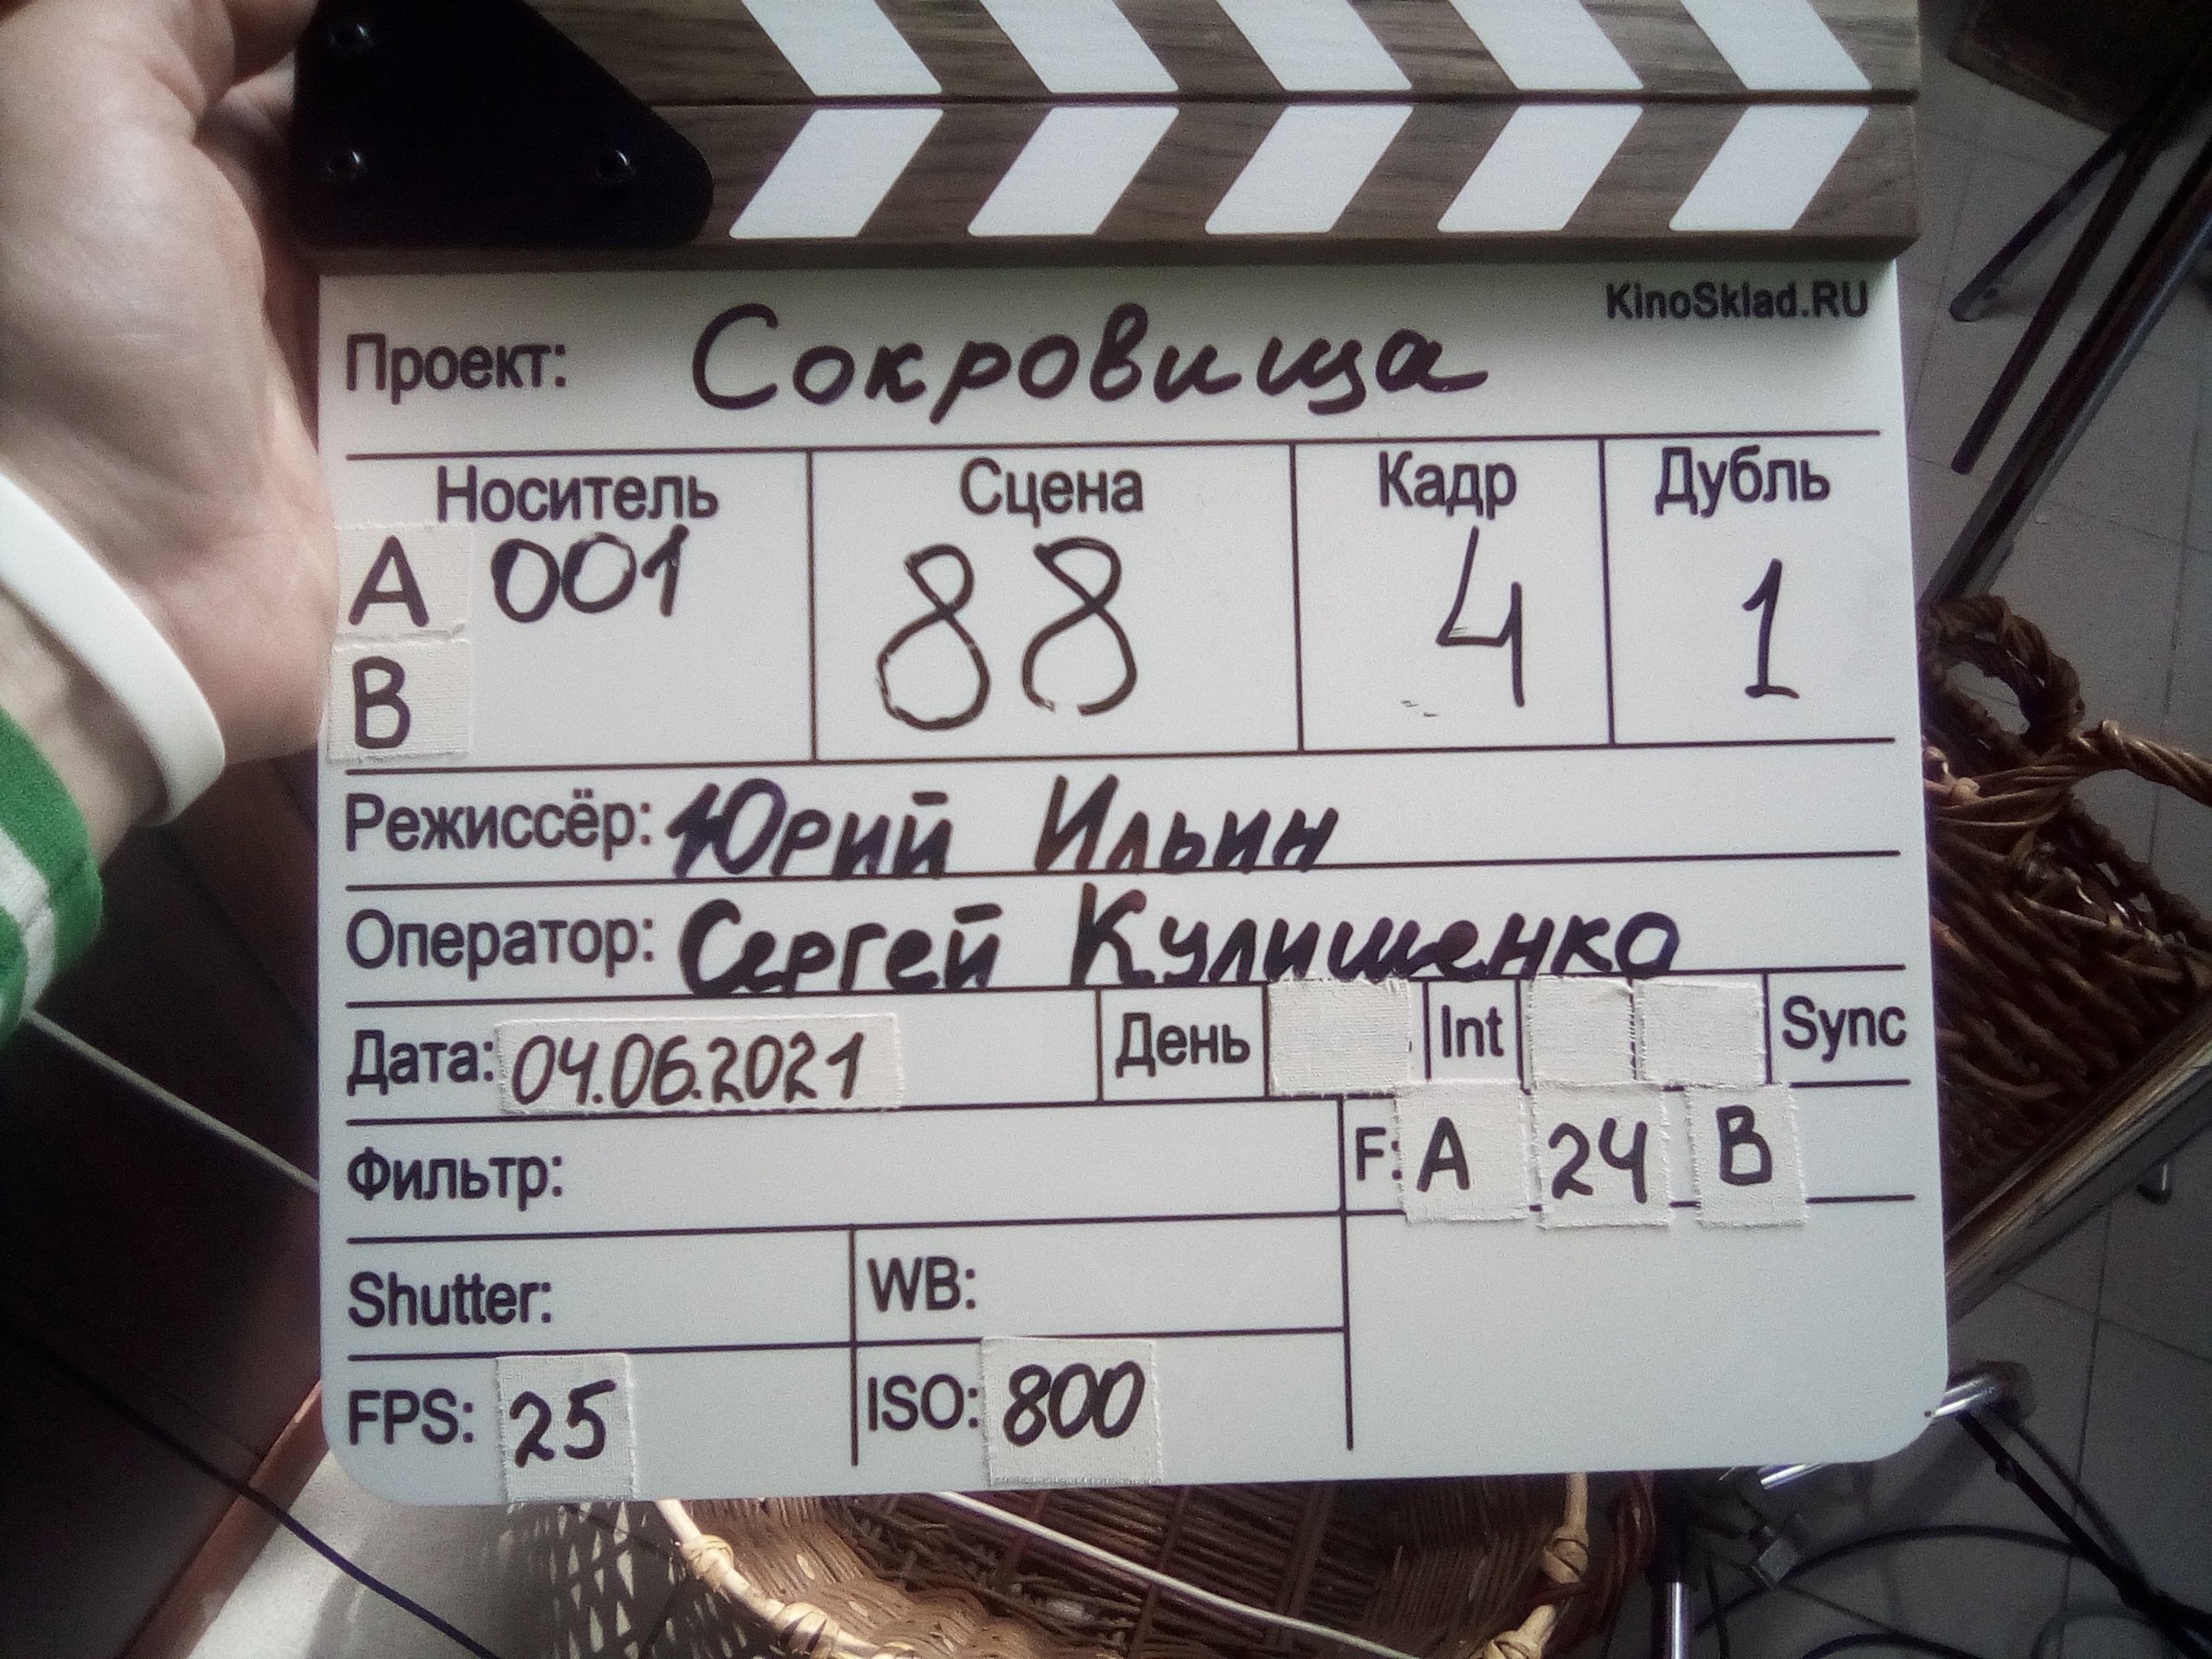 KinoSklad.RU
Проект: Сокровища
Носитель Сцена Кадр Дубль
A 001 88 4 1
B
Режиссёр: Юрий Ильин
Оператор: Сергей Кулишенко
Дата: 04.06.2021 День Int Sync
Фильтр: F: A 24 B
Shutter: WB:
FPS: 25 ISO: 800